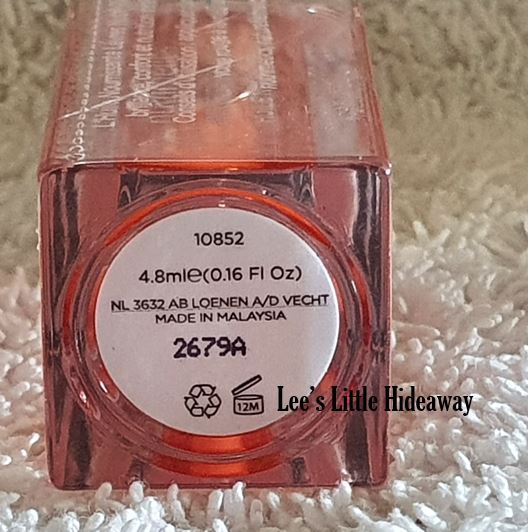 10852
4.8ml℮(0.16 Fl Oz)
NL 3632 AB LOENEN A/D VECHT
MADE IN MALAYSIA
2679A
12M
Lee's Little Hideaway